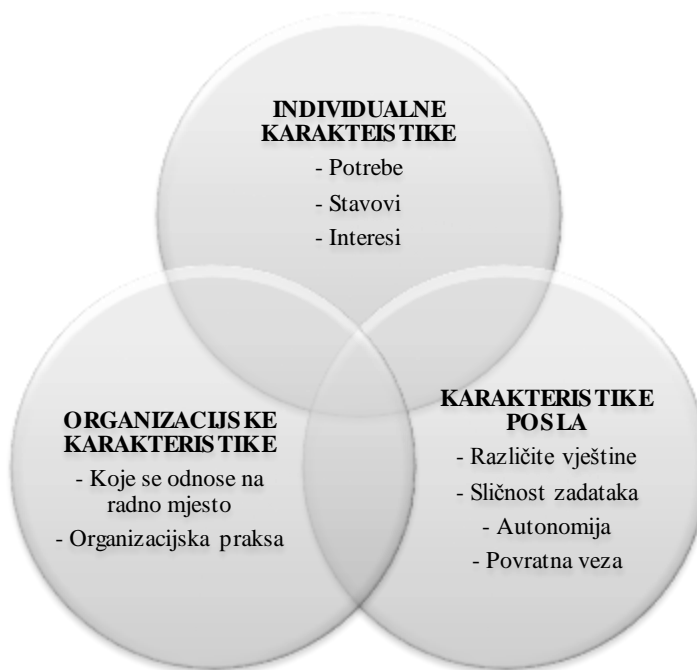 INDIVIDUALNE
KARAKTEISTIKE
- Potrebe
- Stavovi
- Interesi
ORGANIZACIJSKE
KARAKTERISTIKE
- Koje se odnose na
radno mjesto
- Organizacijska praksa
KARAKTERISTIKE
POSLA
- Različite vještine
- Sličnost zadataka
- Autonomija
- Povratna veza